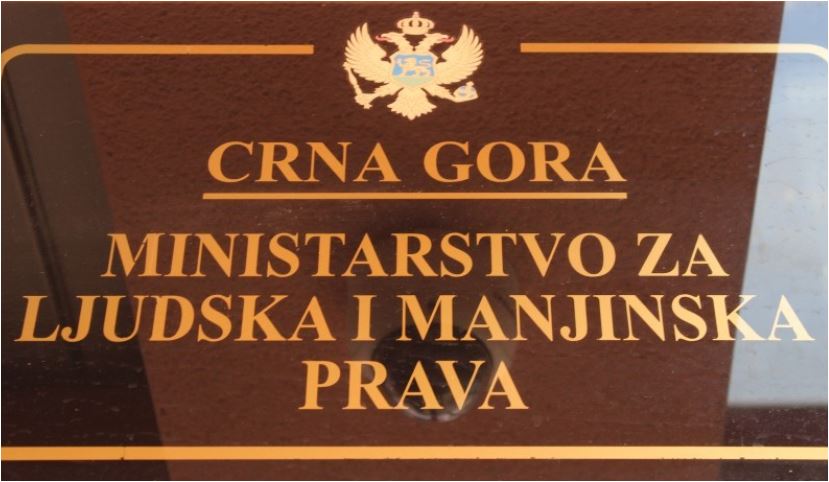 CRNA GORA
MINISTARSTVO ZA
LJUDSKA I MANJINSKA
PRAVA